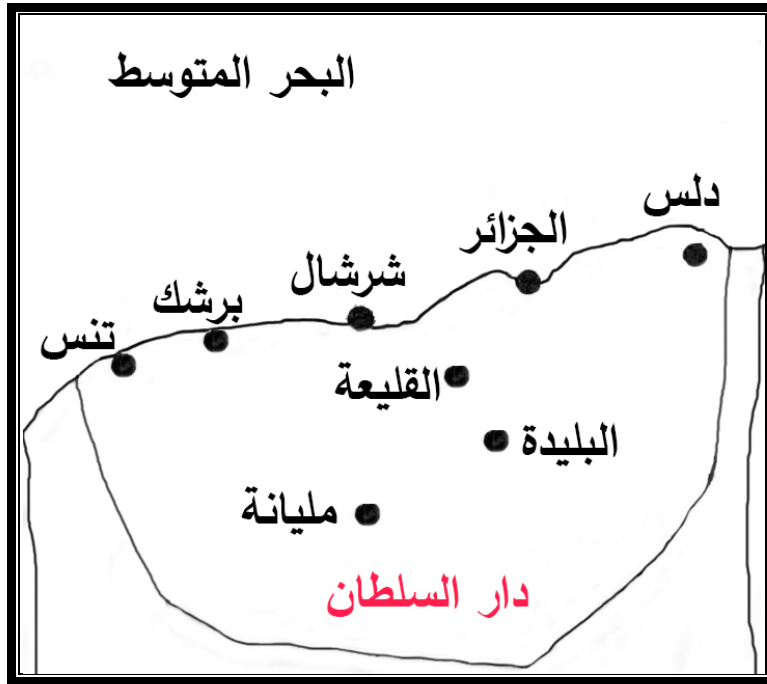 البحر المتوسط
دلس
الجزائر
شرشال
برشك
تنس
القليعة
البليدة
مليانة
دار السلطان